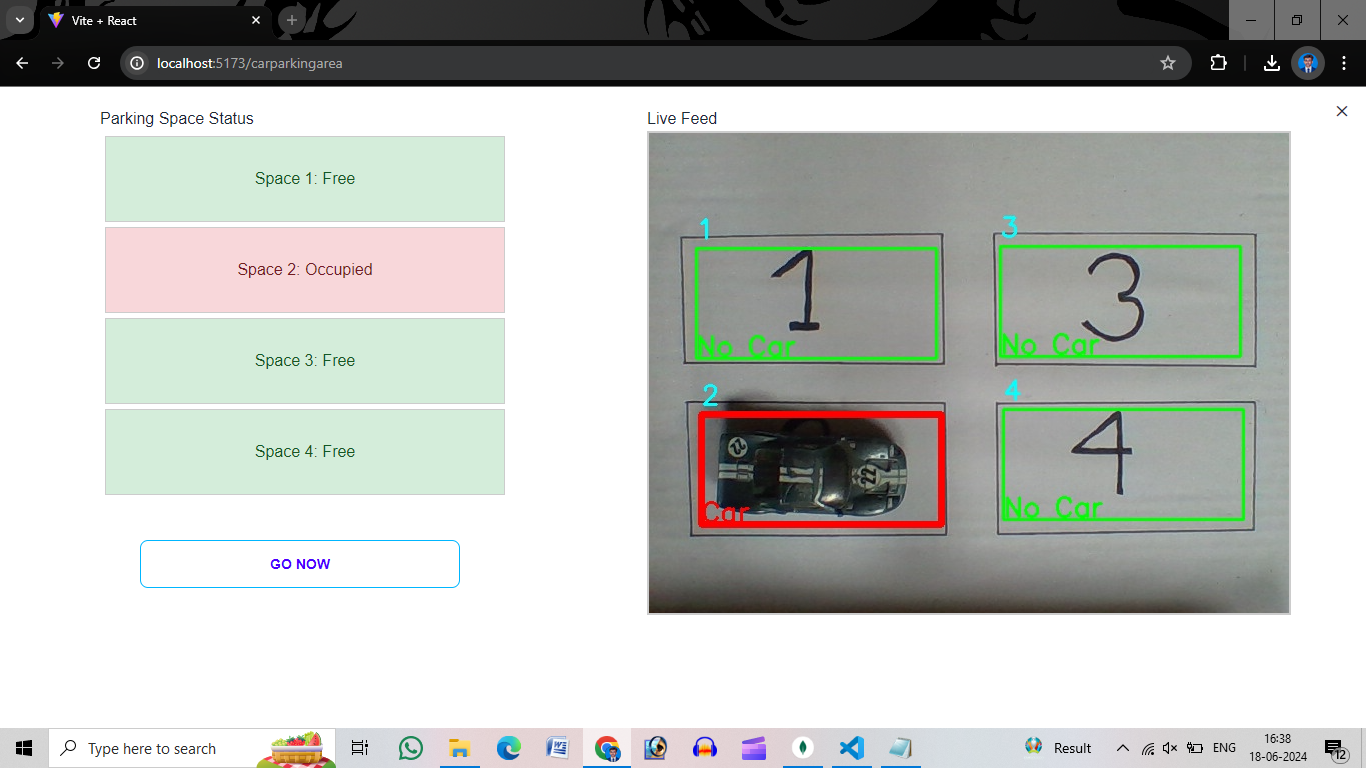 Vite + React
localhost:5173/carparkingarea
Parking Space Status
Space 1: Free
Space 2: Occupied
Space 3: Free
Space 4: Free
GO NOW
Live Feed
1
1
No Car
3
3
No Car
2
22
22
Car
4
4
No Car
Type here to search
Result
ENG
16:38
18-06-2024
12